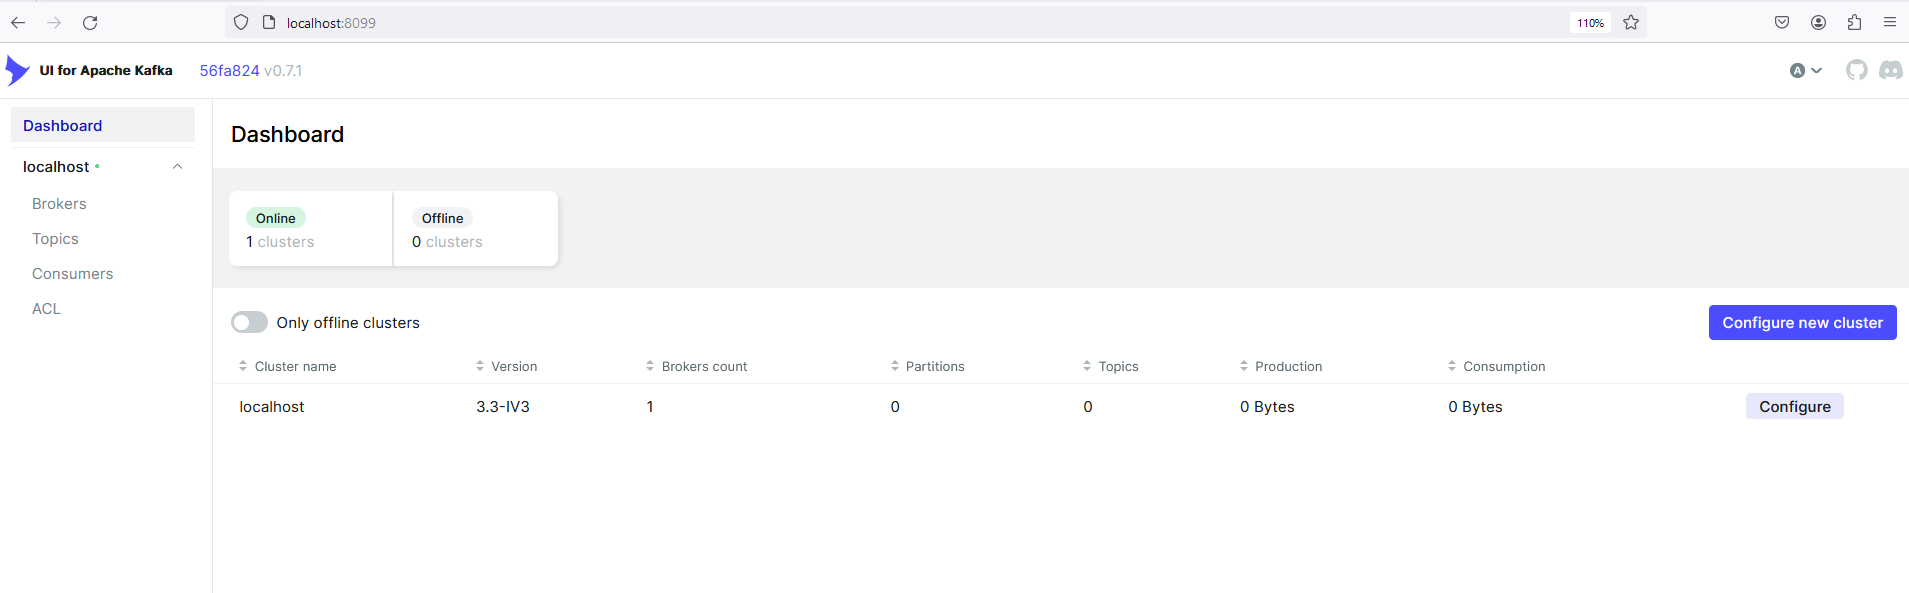 localhost:8099
110%
UI for Apache Kafka 56fa824 v0.7.1
A
Dashboard
localhost
Brokers
Topics
Consumers
ACL
Dashboard
Online
1 clusters
Offline
0 clusters
Only offline clusters
Configure new cluster
Cluster name Version Brokers count Partitions Topics Production Consumption
localhost 3.3-IV3 1 0 0 0 Bytes 0 Bytes Configure